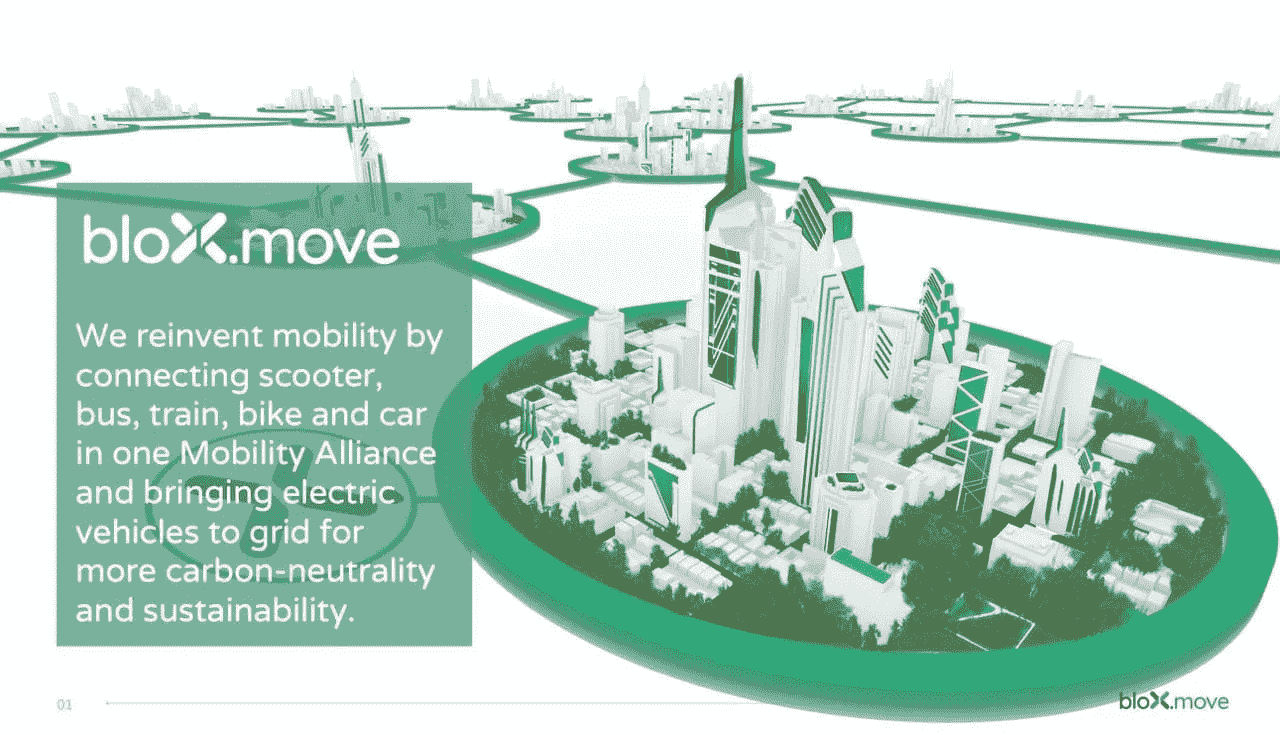 bloX.move
We reinvent mobility by
connecting scooter,
bus, train, bike and car
in one Mobility Alliance
and bringing electric
vehicles to grid for
more carbon-neutrality
and sustainability.
01
bloX.move